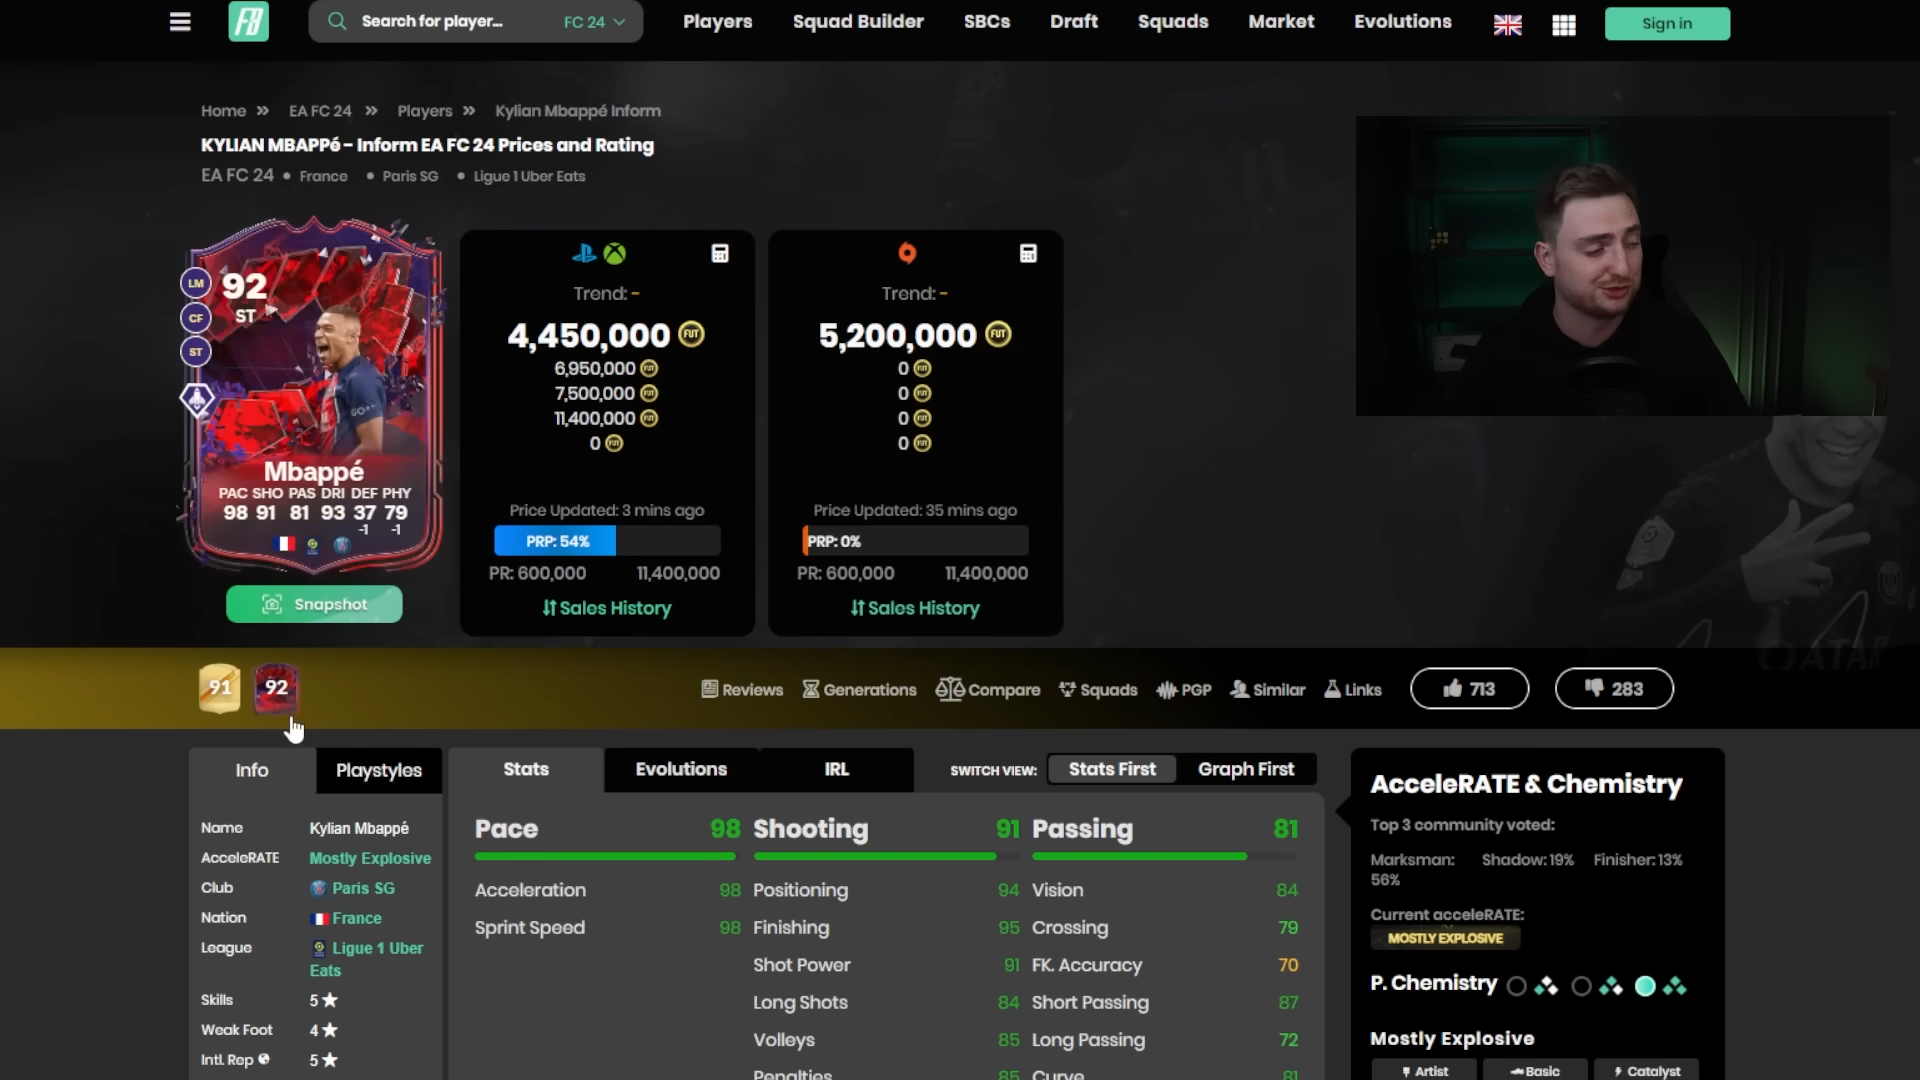 Search for player... FC 24
Players Squad Builder SBCs Draft Squads Market Evolutions
Sign in
Home » EA FC 24 » Players » Kylian Mbappé Inform
KYLIAN MBAPPé - Inform EA FC 24 Prices and Rating
EA FC 24 • France • Paris SG • Ligue 1 Uber Eats
LM
CF
ST
92
ST
Mbappé
PAC SHO PAS DRI DEF PHY
98 91 81 93 37 79
-1 -1
Snapshot
Trend: -
4,450,000
6,950,000
7,500,000
11,400,000
0
Price Updated: 3 mins ago
PRP: 54%
PR: 600,000 11,400,000
Sales History
Trend: -
5,200,000
0
0
0
0
Price Updated: 35 mins ago
PRP: 0%
PR: 600,000 11,400,000
Sales History
QATAR
91 92
Reviews Generations Compare Squads PGP Similar Links 713 283
Info Playstyles
Name Kylian Mbappé
AcceleRATE Mostly Explosive
Club Paris SG
Nation France
League Ligue 1 Uber
Eats
Skills 5
Weak Foot 4
Intl. Rep 5
Stats Evolutions IRL
SWITCH VIEW: Stats First Graph First
Pace 98
Acceleration 98
Sprint Speed 98
Shooting 91
Positioning 94
Finishing 95
Shot Power 91
Long Shots 84
Volleys 85
Penalties 85
Passing 81
Vision 84
Crossing 79
FK. Accuracy 70
Short Passing 87
Long Passing 72
Curve 81
AcceleRATE & Chemistry
Top 3 community voted:
Marksman: Shadow: 19% Finisher: 13%
56%
Current acceleRATE:
MOSTLY EXPLOSIVE
P. Chemistry
Mostly Explosive
Artist Basic Catalyst